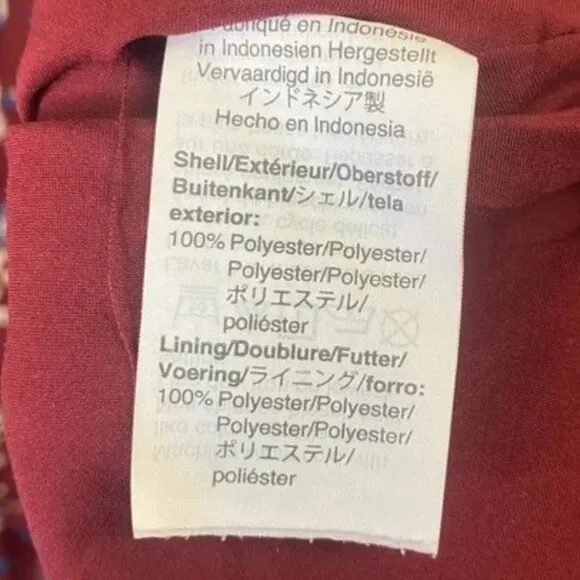 en Indonésie
in Indonesien Hergestellt
Vervaardigd in Indonesië
インドネシア製
Hecho en Indonesia
Shell/Extérieur/Oberstoff/
Buitenkant/シェル/tela
exterior:
100% Polyester/Polyester/
Polyester/Polyester/
ポリエステル/
poliéster
Lining/Doublure/Futter/
Voering/ライニング/forro:
100% Polyester/Polyester/
Polyester/Polyester/
ポリエステル/
poliéster